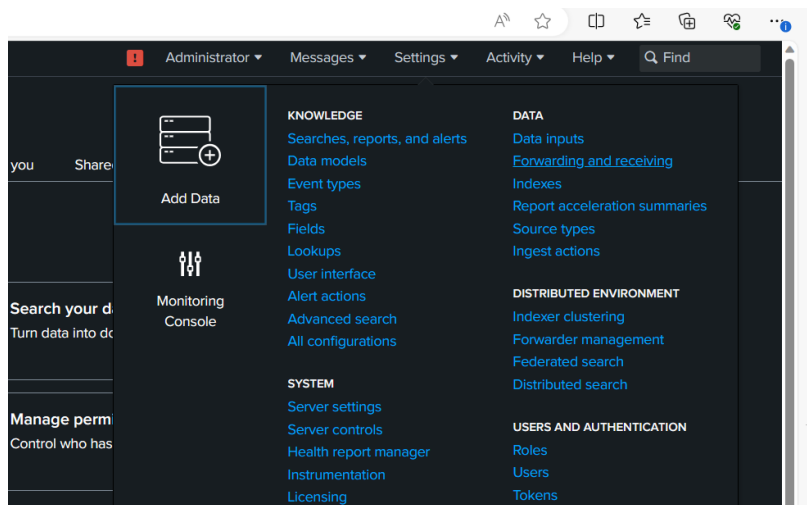 Administrator Messages Settings Activity Help Find
you Share
Add Data
Monitoring
Console
KNOWLEDGE
Searches, reports, and alerts
Data models
Event types
Tags
Fields
Lookups
User interface
Alert actions
Advanced search
All configurations
SYSTEM
Server settings
Server controls
Health report manager
Instrumentation
Licensing
DATA
Data inputs
Forwarding and receiving
Indexes
Report acceleration summaries
Source types
Ingest actions
DISTRIBUTED ENVIRONMENT
Indexer clustering
Forwarder management
Federated search
Distributed search
USERS AND AUTHENTICATION
Roles
Users
Tokens
Search your d
Turn data into do
Manage permi
Control who has